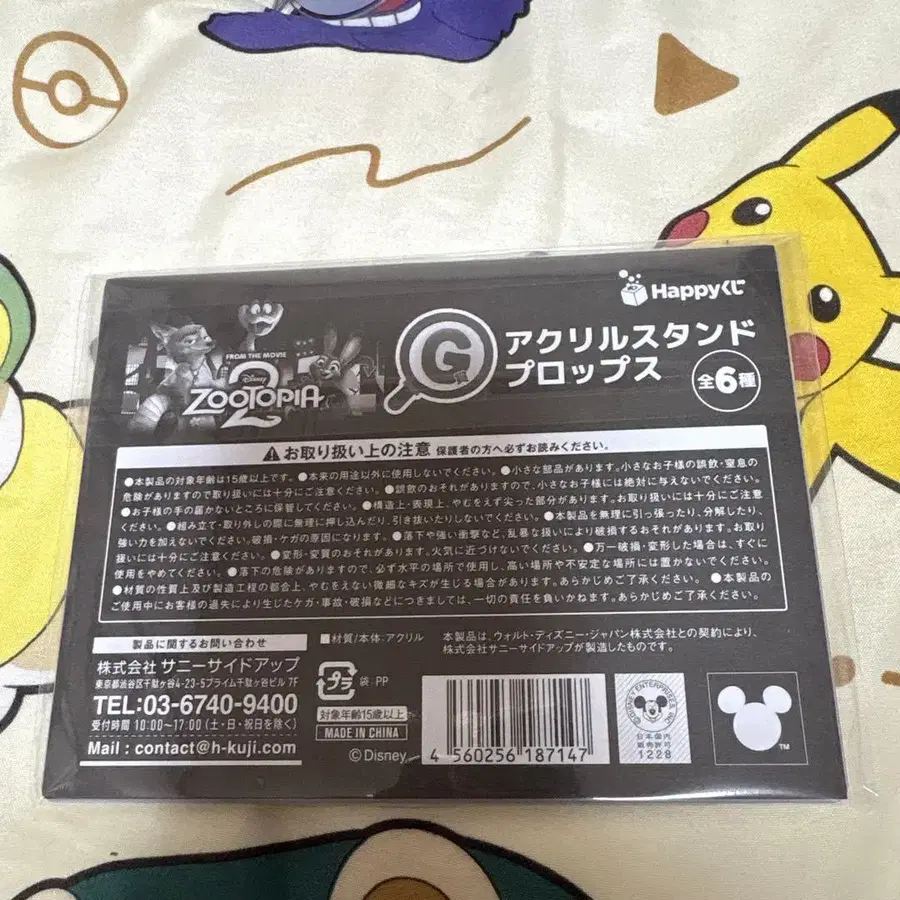 Happyくじ
FROM THE MOVIE
Disney
ZOOTOPIA
2
G
アクリルスタンド
プロップス
全6種
お取り扱い上の注意 保護者の方へ必ずお読みください。
●本製品の対象年齢は15歳以上です。●本来の用途以外に使用しないでください。●小さな部品があります。小さなお子様の誤飲・窒息の
危険がありますので取り扱いには十分にご注意ください。●誤飲のおそれがありますので、小さなお子様には絶対に与えないでください。
●お子様の手の届かないところに保管してください。●構造上・表現上、やむをえず尖った部分があります。お取り扱いには十分にご注意
ください。●組み立て・取り外しの際に無理に押し込んだり、引き抜いたりしないでください。●本製品を無理に引っ張ったり、分解したり、
強い力を加えないでください。破損・ケガの原因になります。●落下や強い衝撃など、乱暴な扱いにより破損するおそれがあります。お取り
扱いには十分ご注意ください。●変形・変質のおそれがあります。火気に近づけないでください。●万一破損・変形した場合は、すぐに
使用をやめてください。●落下の危険がありますので、必ず水平の場所で使用し、高い場所や不安定な場所には置かないでください。
●材質の性質上及び製造工程の都合上、やむをえない微細なキズが生じる場合があります。あらかじめご了承ください。●本製品の
ご使用中にお客様の過失により生じたケガ・事故・破損などにつきましては、一切の責任を負いかねます。あらかじめご了承ください。
製品に関するお問い合わせ
株式会社 サニーサイドアップ
東京都渋谷区千駄ヶ谷4-23-5プライム千駄ヶ谷ビル 7F
TEL:03-6740-9400
受付時間 10:00~17:00(土・日・祝日を除く)
Mail : contact@h-kuji.com
■材質/本体:アクリル
プラ
袋:PP
対象年齢15歳以上
MADE IN CHINA
©Disney
本製品は、ウォルト・ディズニー・ジャパン株式会社との契約により、
株式会社サニーサイドアップが製造したものです。
4 560256 187147
DISNEY ENTERPRISES, INC.
日本国内
販売許可
1228
TM